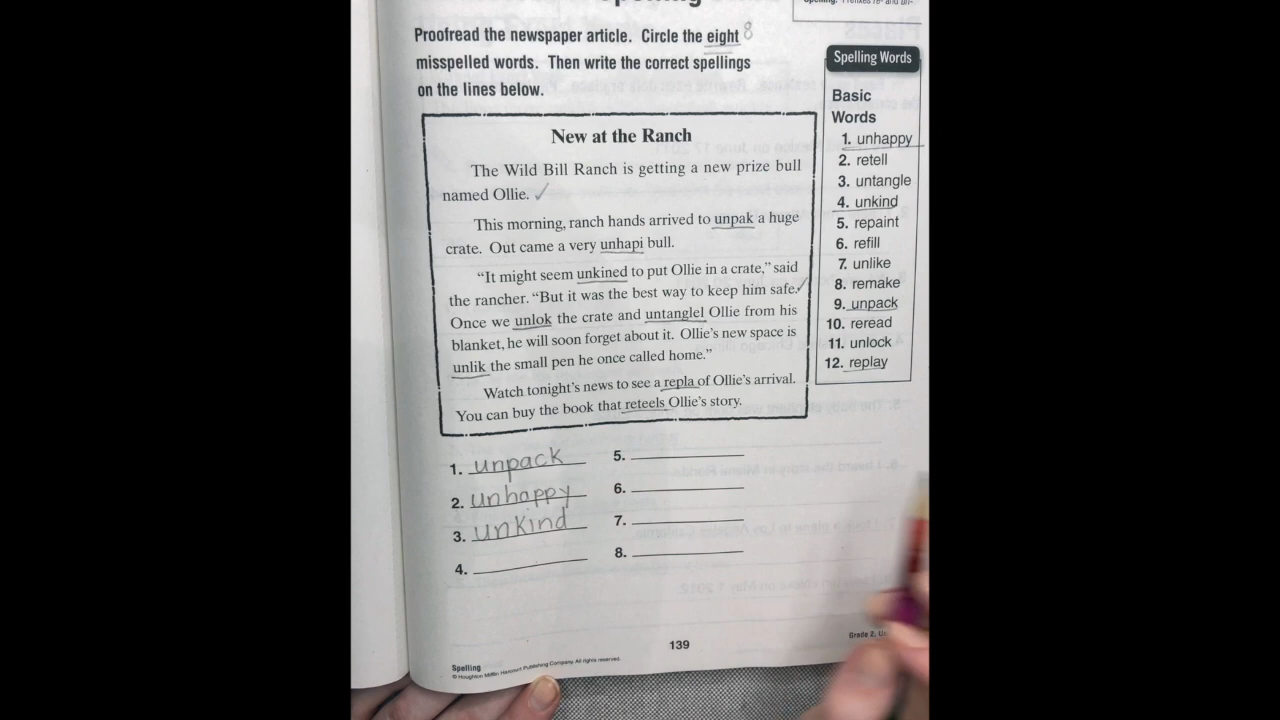 Spelling
Spelling: Prefixes re- and un-
Proofread the newspaper article. Circle the eight 8
misspelled words. Then write the correct spellings
on the lines below.
New at the Ranch
The Wild Bill Ranch is getting a new prize bull
named Ollie. ✓
This morning, ranch hands arrived to unpak a huge
crate. Out came a very unhapi bull.
“It might seem unkined to put Ollie in a crate,” said
the rancher. “But it was the best way to keep him safe.✓
Once we unlok the crate and untanglel Ollie from his
blanket, he will soon forget about it. Ollie’s new space is
unlik the small pen he once called home.”
Watch tonight’s news to see a repla of Ollie’s arrival.
You can buy the book that reteels Ollie’s story.
Spelling Words
Basic
Words
1. unhappy
2. retell
3. untangle
4. unkind
5. repaint
6. refill
7. unlike
8. remake
9. unpack
10. reread
11. unlock
12. replay
1. unpack
2. unhappy
3. unkind
4.
5.
6.
7.
8.
139
Grade 2,
Spelling
© Houghton Mifflin Harcourt Publishing Company. All rights reserved.